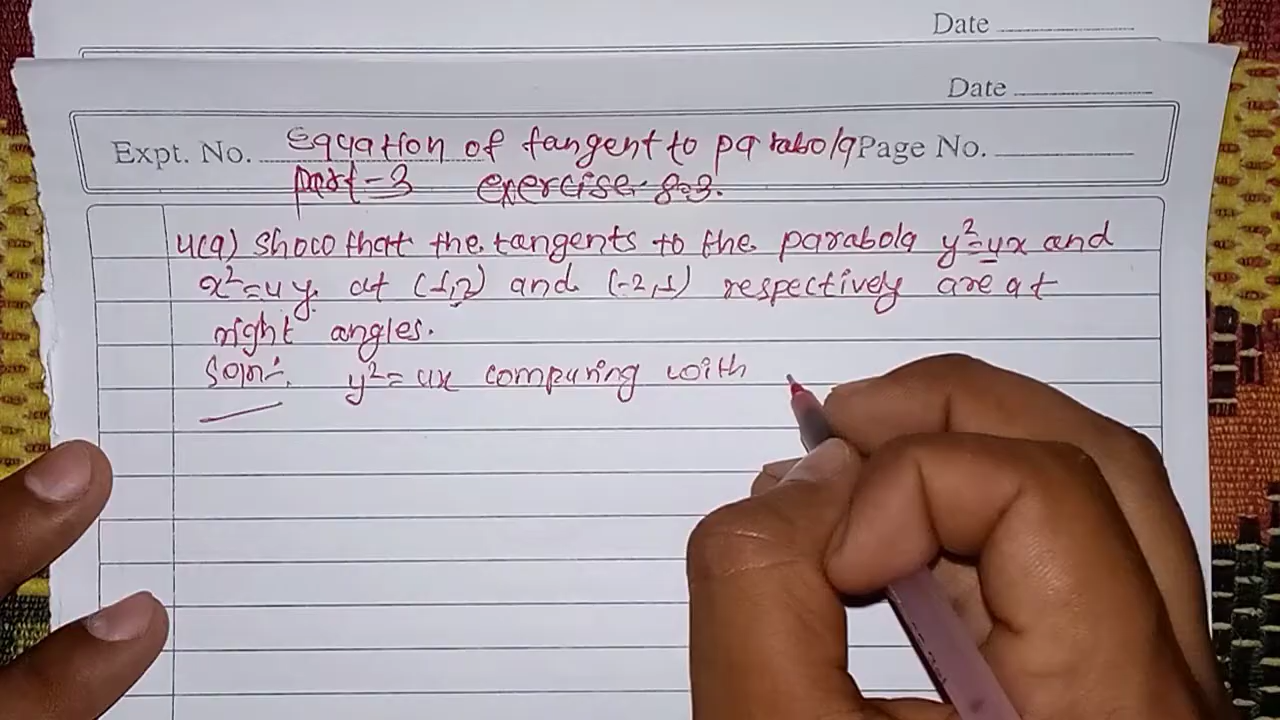 Date
Date
Expt. No. Equation of tangent to parabola Page No.
part-3 exercise 8.3.
4(a) show that the tangents to the parabola y²=4x and
x²=4y. at (1,2) and (-2,1) respectively are at
right angles.
Soln:- y²=4x comparing with